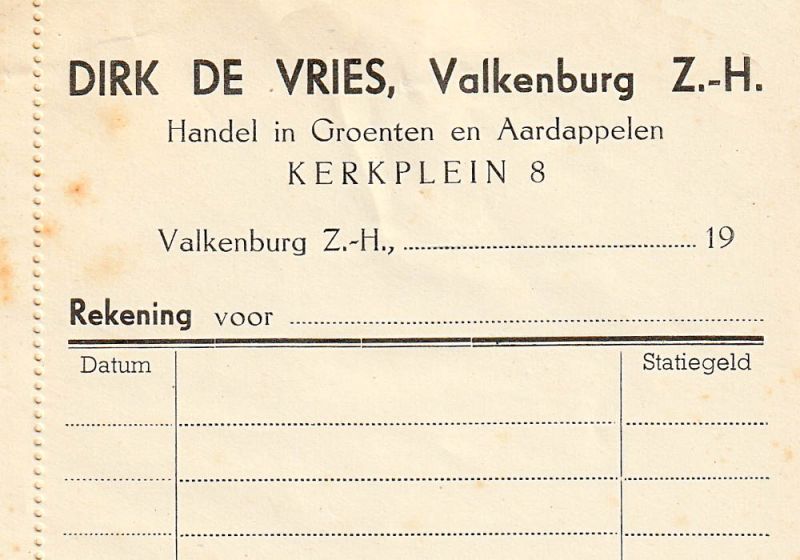 DIRK DE VRIES, Valkenburg Z.-H.
Handel in Groenten en Aardappelen
KERKPLEIN 8
Valkenburg Z.-H., ........................................ 19
Rekening voor ................................................................
Datum Statiegeld